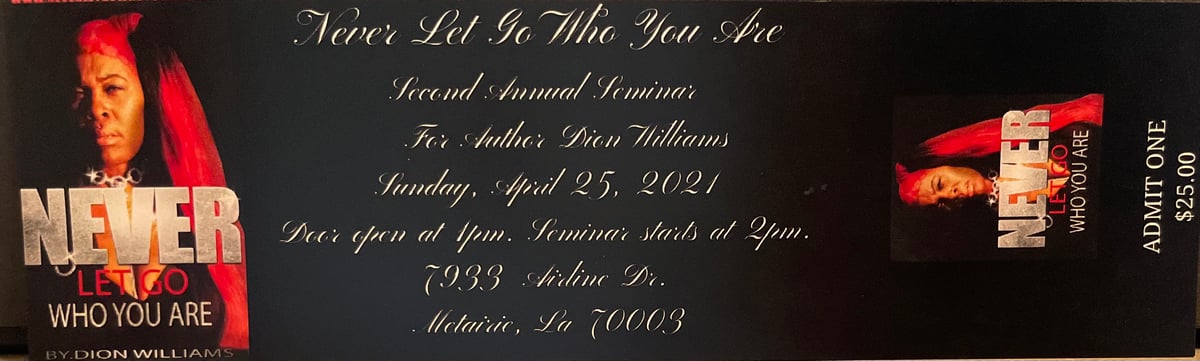 NEVER
LET GO
WHO YOU ARE
BY.DION WILLIAMS
Never Let Go Who You Are
Second Annual Seminar
For Author Dion Williams
Sunday, April 25, 2021
Door open at 1pm. Seminar starts at 2pm.
7933 Airline Dr.
Metairie, La 70003
NEVER
LET GO
WHO YOU ARE
ADMIT ONE
$25.00